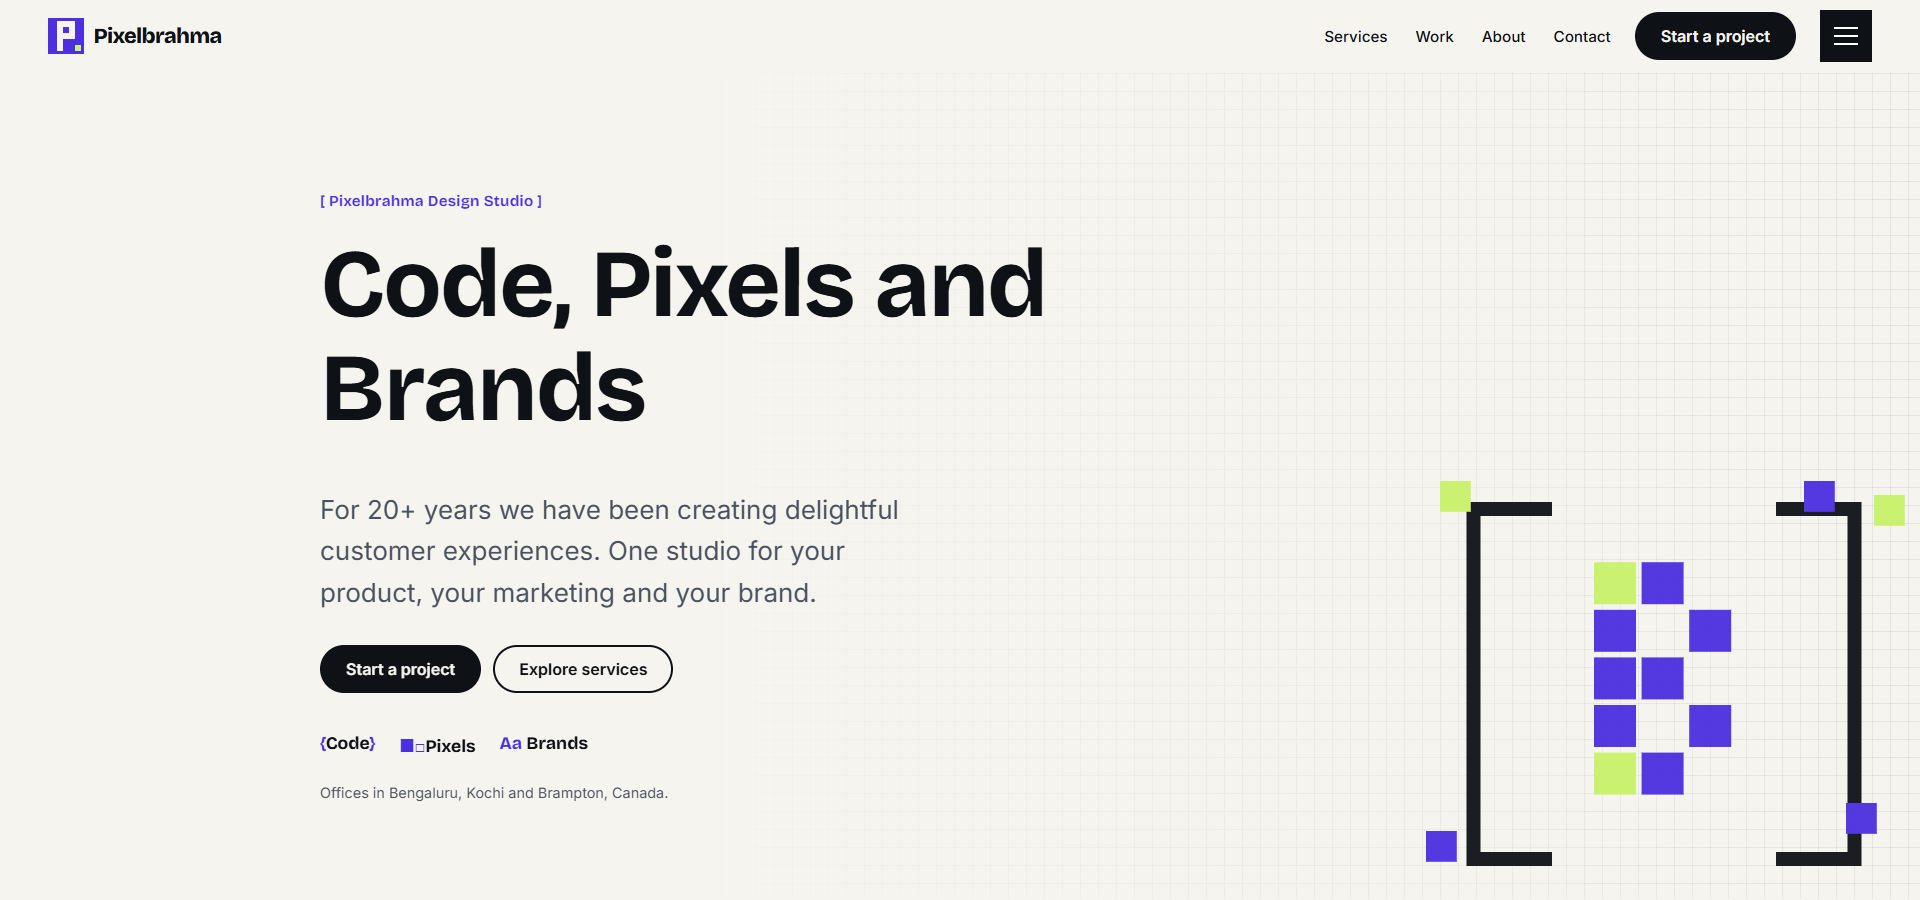 Pixelbrahma
Services Work About Contact Start a project
[ Pixelbrahma Design Studio ]
Code, Pixels and
Brands
For 20+ years we have been creating delightful
customer experiences. One studio for your
product, your marketing and your brand.
Start a project Explore services
{Code} ■□Pixels Aa Brands
Offices in Bengaluru, Kochi and Brampton, Canada.